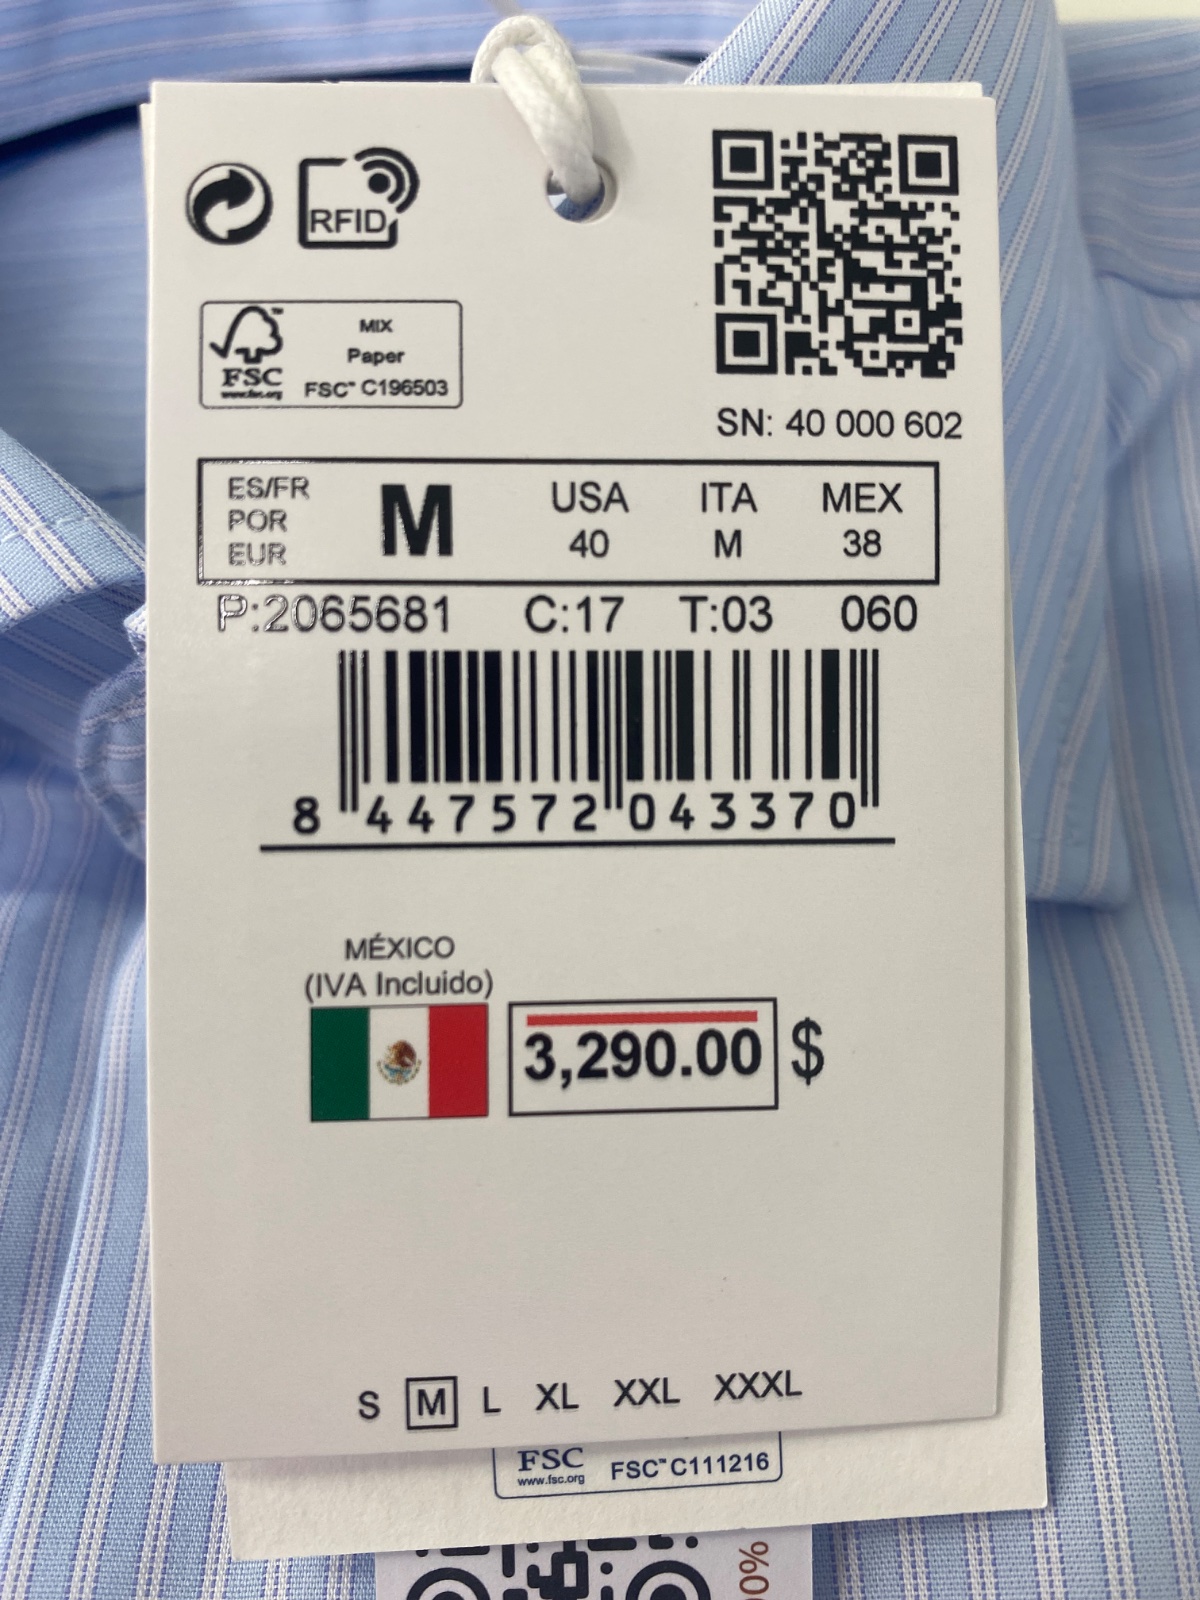 RFID
MIX
Paper
FSC™ C196503
FSC
www.fsc.org
SN: 40 000 602
ES/FR
POR
EUR
M
USA
40
ITA
M
MEX
38
P:2065681 C:17 T:03 060
8 447572 043370
MÉXICO
(IVA Incluido)
3,290.00 $
S M L XL XXL XXXL
FSC
www.fsc.org
FSC™ C111216